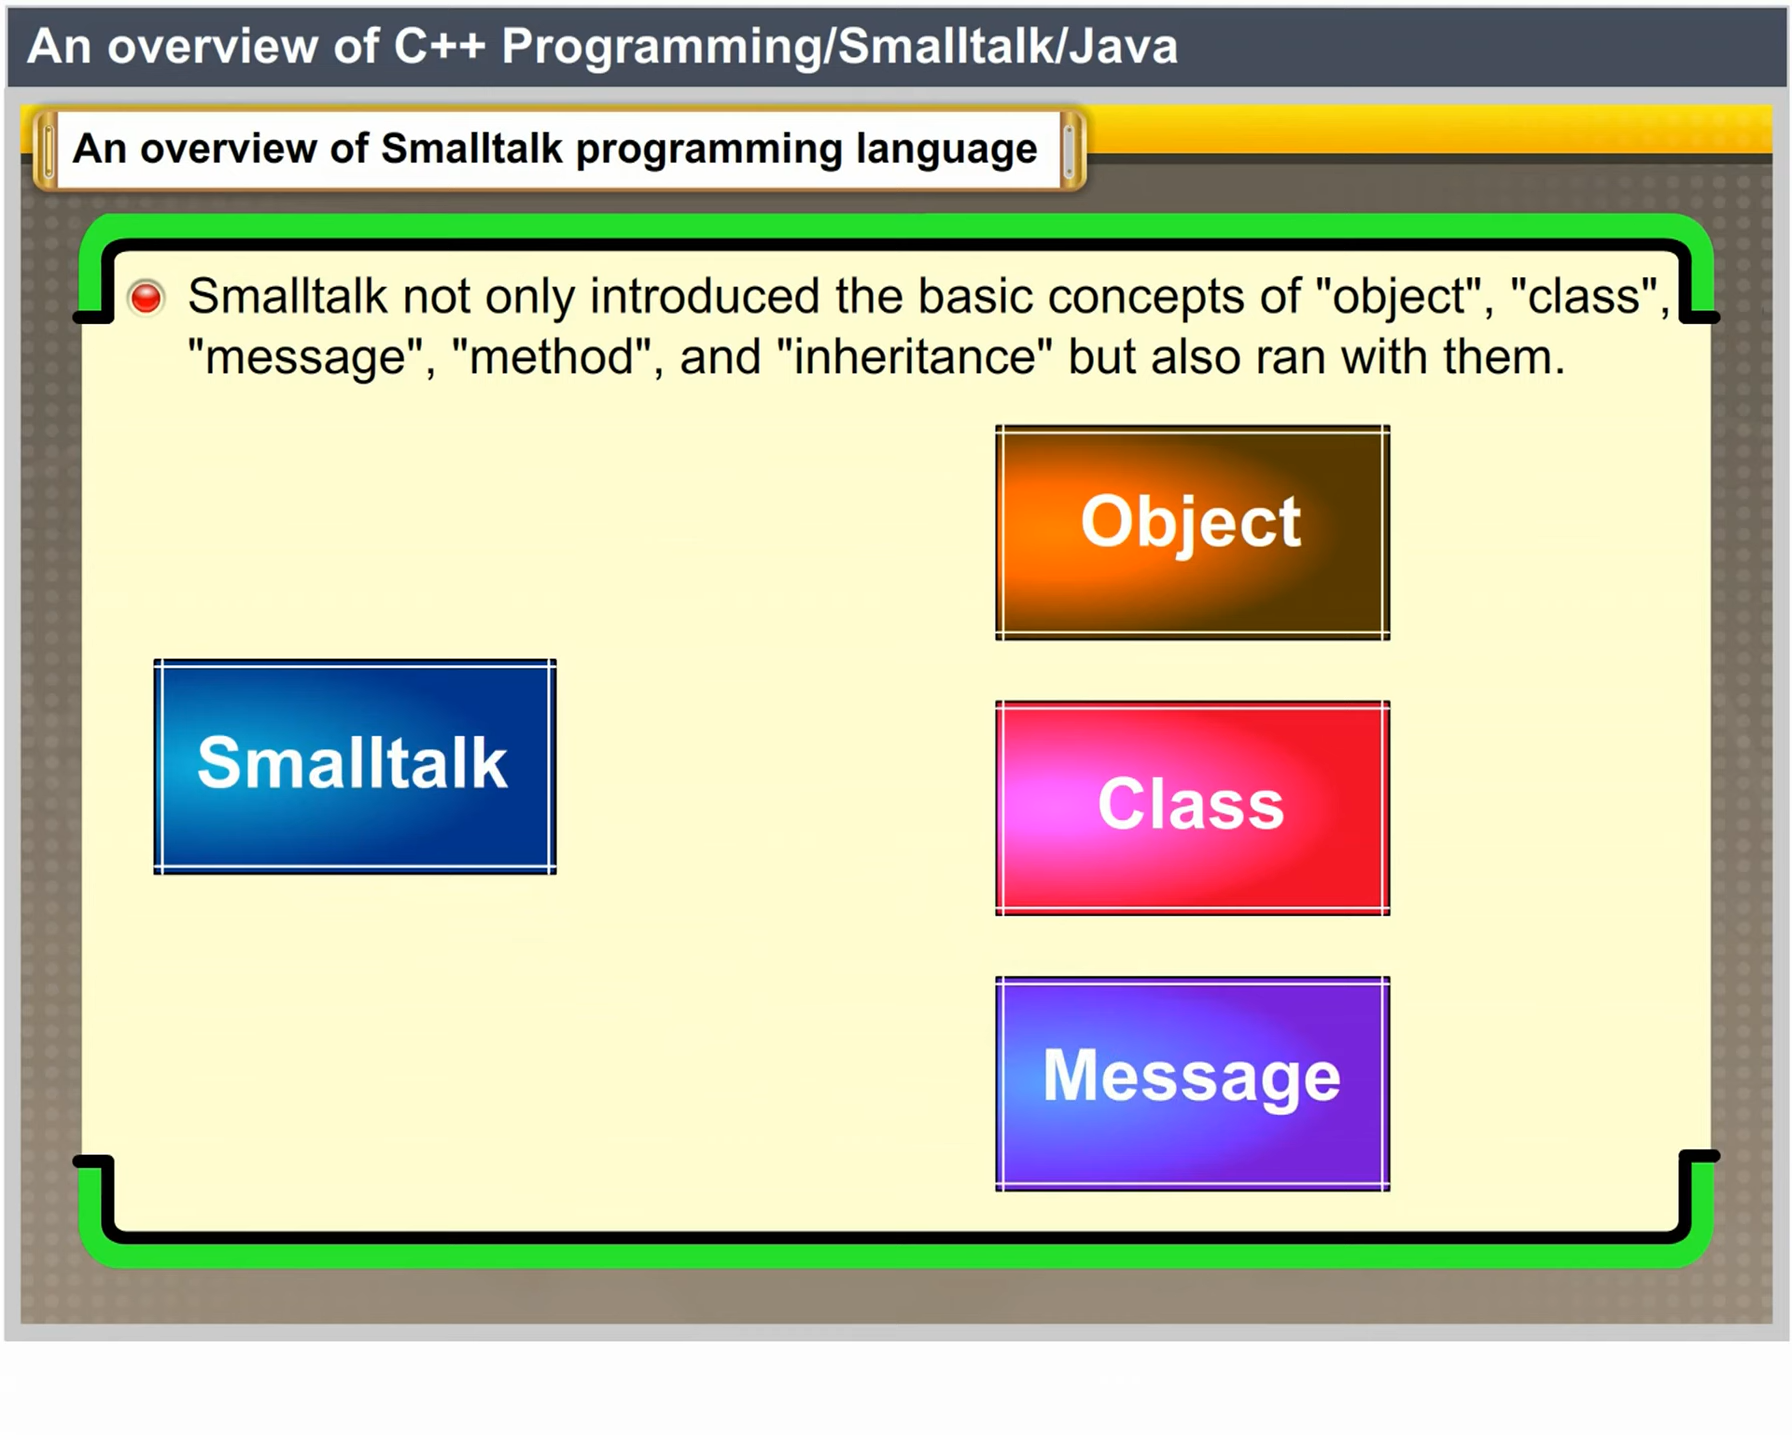 An overview of C++ Programming/Smalltalk/Java
An overview of Smalltalk programming language
Smalltalk not only introduced the basic concepts of "object", "class",
"message", "method", and "inheritance" but also ran with them.
Object
Smalltalk
Class
Message